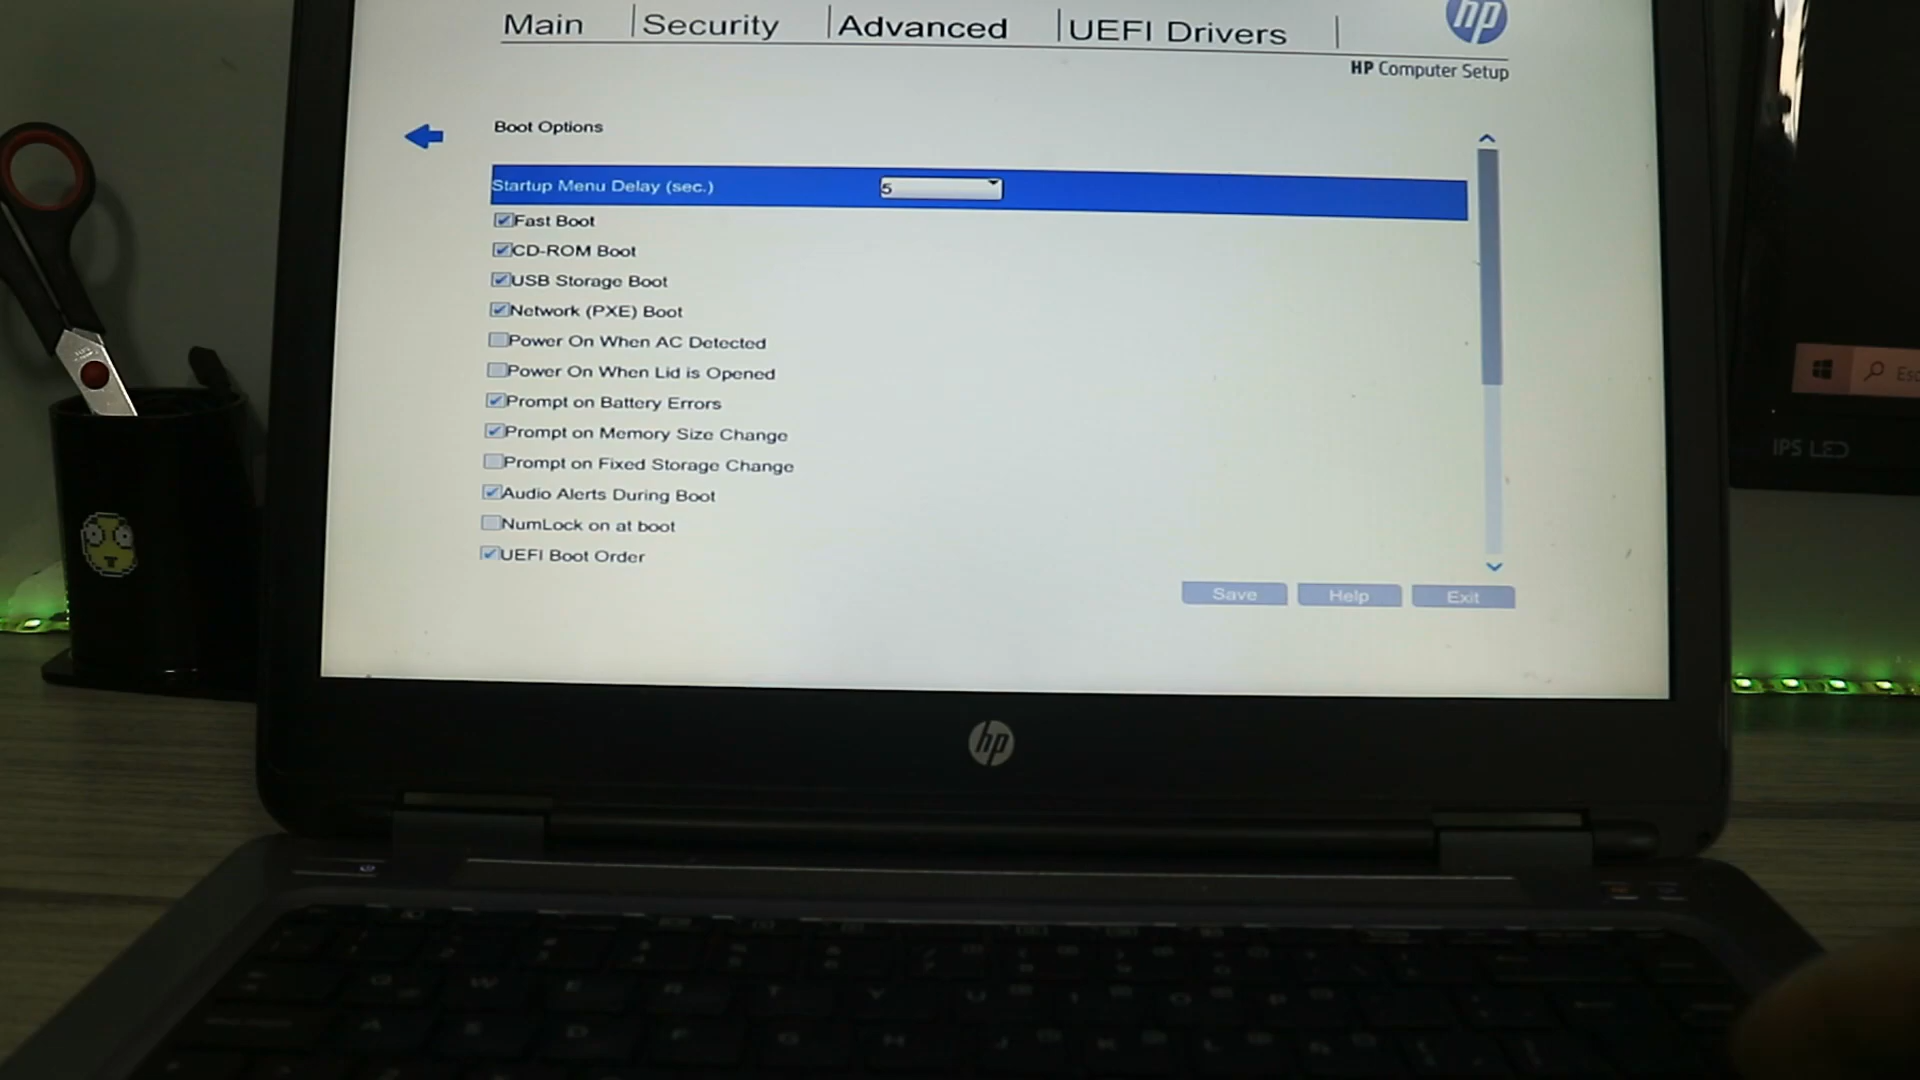 Main Security Advanced UEFI Drivers
hp
HP Computer Setup
Boot Options
Startup Menu Delay (sec.) 5
Fast Boot
CD-ROM Boot
USB Storage Boot
Network (PXE) Boot
Power On When AC Detected
Power On When Lid is Opened
Prompt on Battery Errors
Prompt on Memory Size Change
Prompt on Fixed Storage Change
Audio Alerts During Boot
NumLock on at boot
UEFI Boot Order
Save Help Exit
Esc
IPS LED
hp